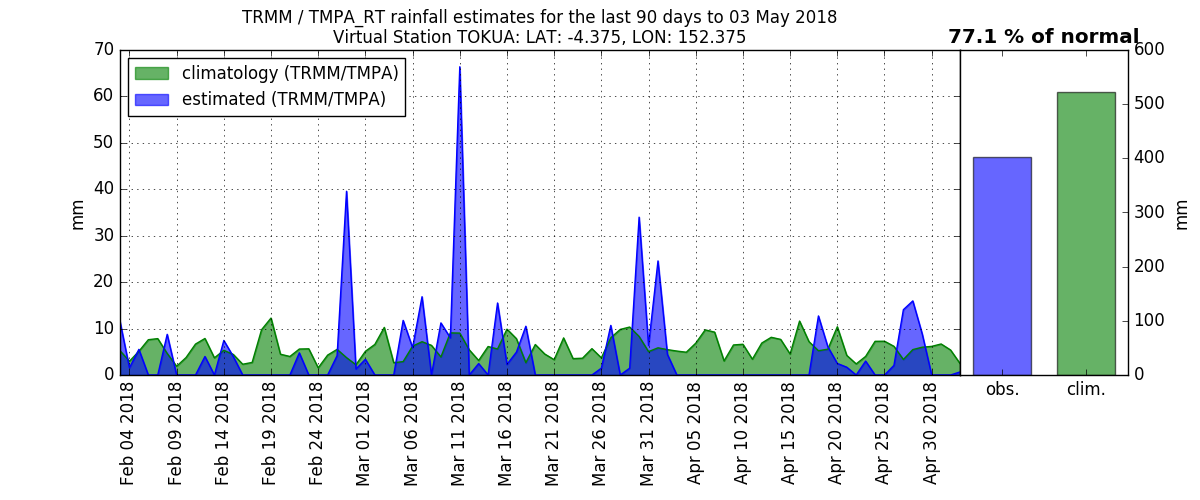 TRMM / TMPA_RT rainfall estimates for the last 90 days to 03 May 2018
Virtual Station TOKUA: LAT: -4.375, LON: 152.375
77.1 % of normal
climatology (TRMM/TMPA)
estimated (TRMM/TMPA)
mm
70
60
50
40
30
20
10
0
Feb 04 2018
Feb 09 2018
Feb 14 2018
Feb 19 2018
Feb 24 2018
Mar 01 2018
Mar 06 2018
Mar 11 2018
Mar 16 2018
Mar 21 2018
Mar 26 2018
Mar 31 2018
Apr 05 2018
Apr 10 2018
Apr 15 2018
Apr 20 2018
Apr 25 2018
Apr 30 2018
600
500
400
300
200
100
0
mm
obs.
clim.